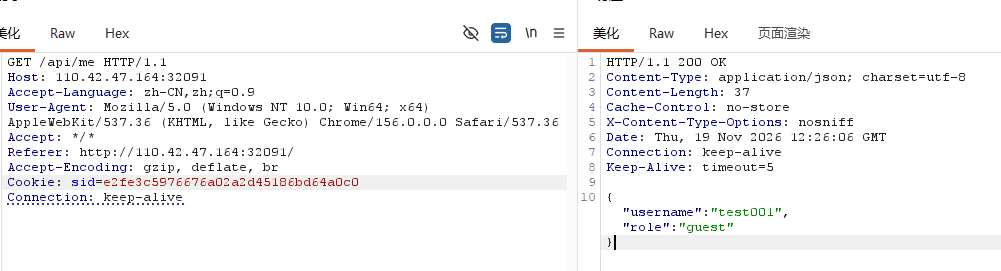 美化 Raw Hex \n
GET /api/me HTTP/1.1
Host: 110.42.47.164:32091
Accept-Language: zh-CN,zh;q=0.9
User-Agent: Mozilla/5.0 (Windows NT 10.0; Win64; x64)
AppleWebKit/537.36 (KHTML, like Gecko) Chrome/156.0.0.0 Safari/537.36
Accept: */*
Referer: http://110.42.47.164:32091/
Accept-Encoding: gzip, deflate, br
Cookie: sid=e2fe3c5976676a02a2d45186bd64a0c0
Connection: keep-alive
美化 Raw Hex 页面渲染
1 HTTP/1.1 200 OK
2 Content-Type: application/json; charset=utf-8
3 Content-Length: 37
4 Cache-Control: no-store
5 X-Content-Type-Options: nosniff
6 Date: Thu, 19 Nov 2026 12:26:06 GMT
7 Connection: keep-alive
8 Keep-Alive: timeout=5
9
10 {
"username":"test001",
"role":"guest"
}